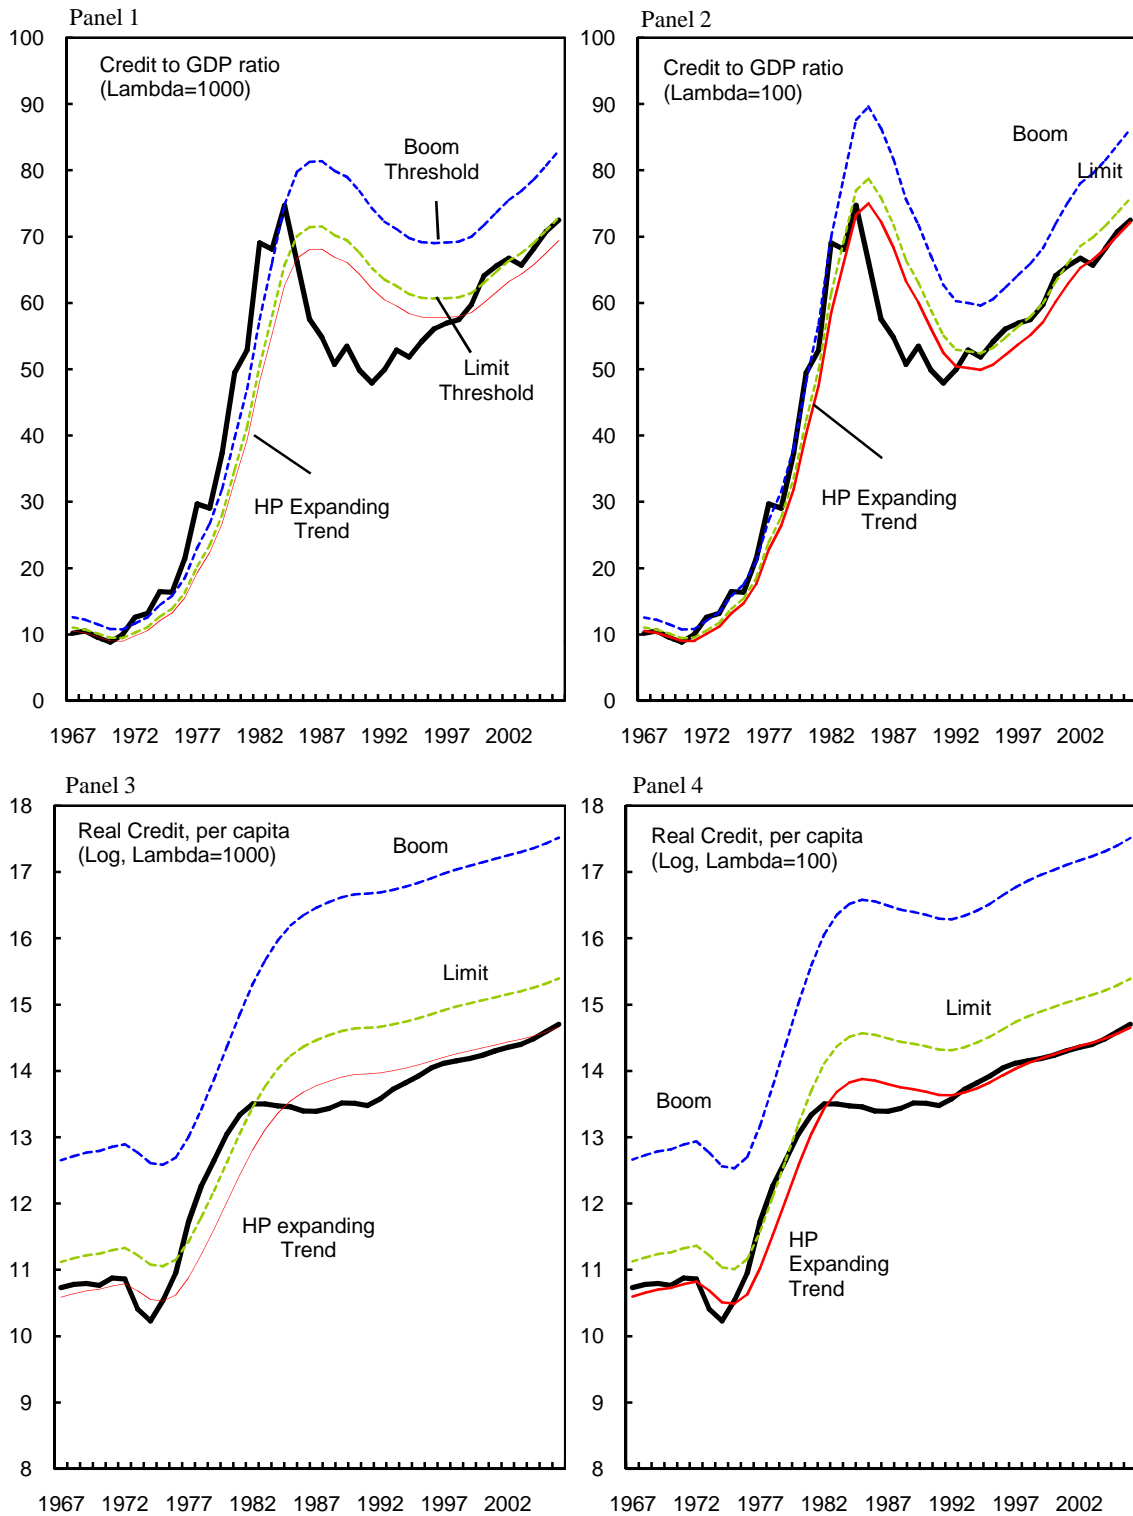 Panel 1
100
90
80
70
60
50
40
30
20
10
0
Credit to GDP ratio
(Lambda=1000)
Boom
Threshold
Limit
Threshold
HP Expanding
Trend
1967 1972 1977 1982 1987 1992 1997 2002
Panel 2
100
90
80
70
60
50
40
30
20
10
0
Credit to GDP ratio
(Lambda=100)
Boom
Limit
HP Expanding
Trend
1967 1972 1977 1982 1987 1992 1997 2002
Panel 3
18
17
16
15
14
13
12
11
10
9
8
Real Credit, per capita
(Log, Lambda=1000)
Boom
Limit
HP expanding
Trend
1967 1972 1977 1982 1987 1992 1997 2002
Panel 4
18
17
16
15
14
13
12
11
10
9
8
Real Credit, per capita
(Log, Lambda=100)
Limit
Boom
HP
Expanding
Trend
1967 1972 1977 1982 1987 1992 1997 2002